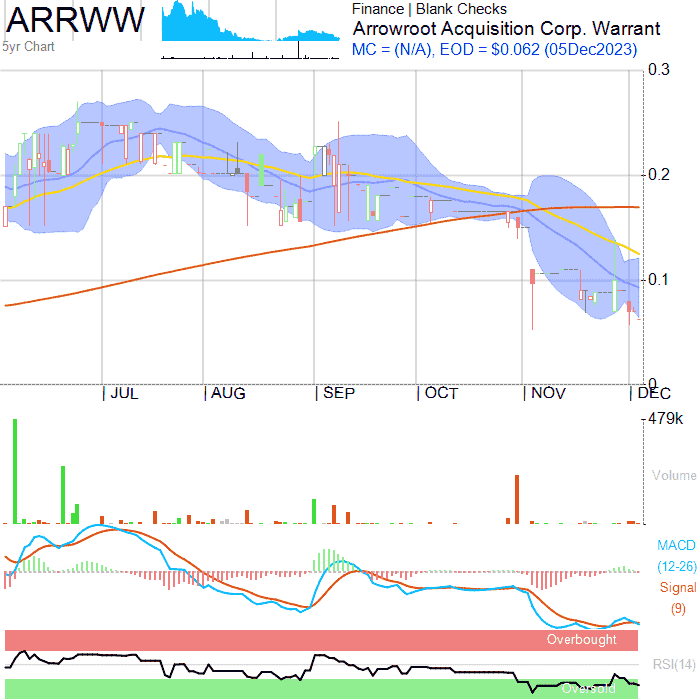 ARRWW
5yr Chart
Finance | Blank Checks
Arrowroot Acquisition Corp. Warrant
MC = (N/A), EOD = $0.062 (05Dec2023)
0.3
0.2
0.1
0
JUL
AUG
SEP
OCT
NOV
DEC
479k
Volume
MACD
(12-26)
Signal
(9)
Overbought
RSI(14)
Oversold